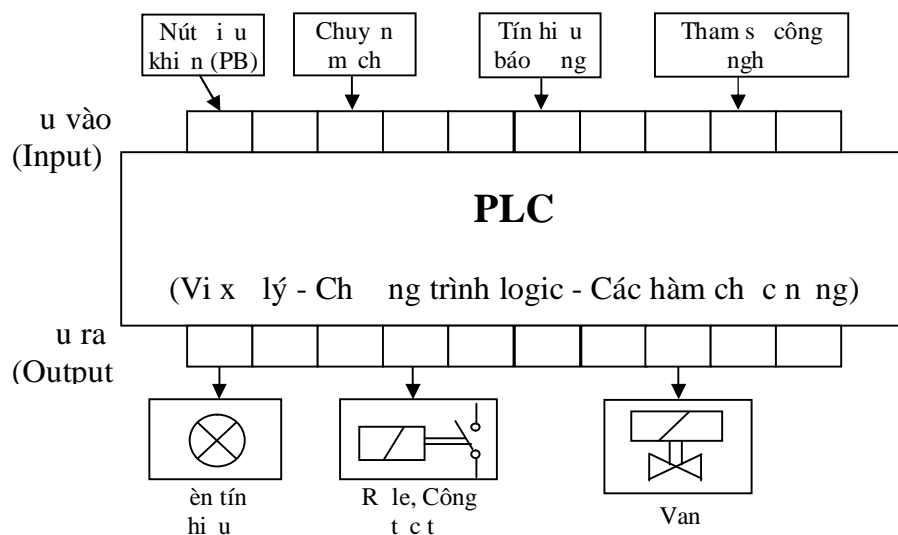 Nút i u
khi n (PB)
Chuy n
m ch
Tín hi u
báo ng
Tham s công
ngh
u vào
(Input)
PLC
(Vi x lý - Ch ng trình logic - Các hàm ch c n ng)
u ra
(Output
èn tín
hi u
R le, Công
t c t
Van